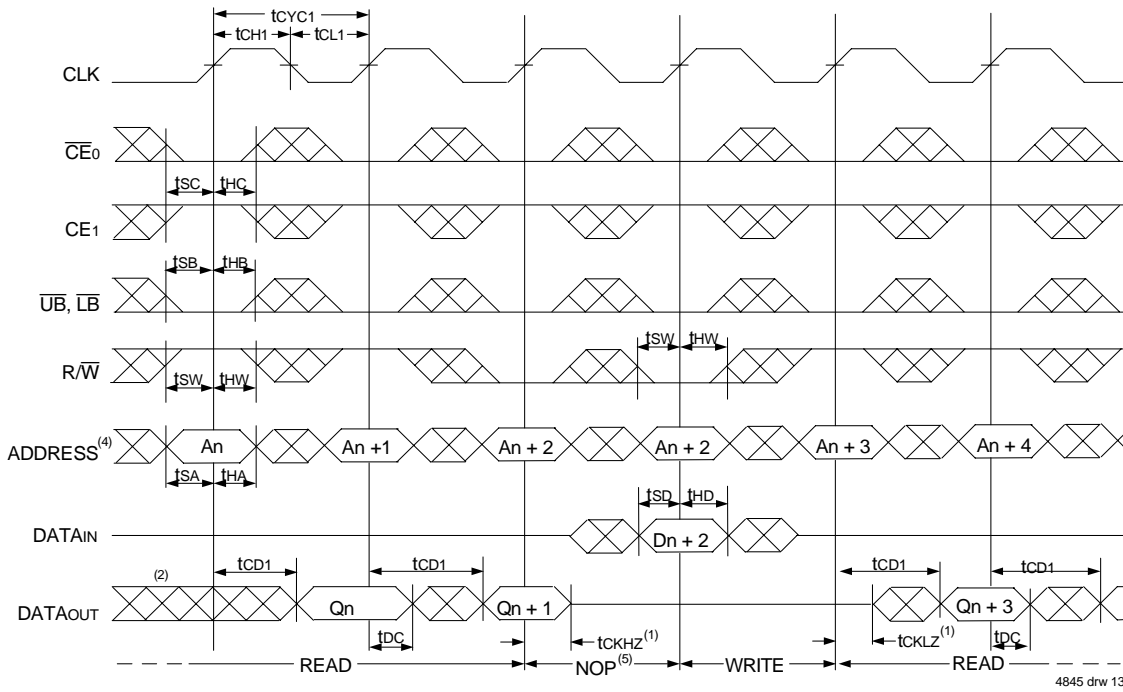 tCYC1
tCH1 tCL1
CLK
CE0
tSC tHC
CE1
tSB tHB
UB, LB
tSW tHW
R/W
tSW tHW
ADDRESS(4) An An +1 An + 2 An + 2 An + 3 An + 4
tSA tHA
tSD tHD
DATAIN Dn + 2
tCD1 tCD1 tCD1 tCD1
(2)
DATAOUT Qn Qn + 1 Qn + 3
tDC tCKHZ(1) tCKLZ(1) tDC
READ NOP(5) WRITE READ
4845 drw 13